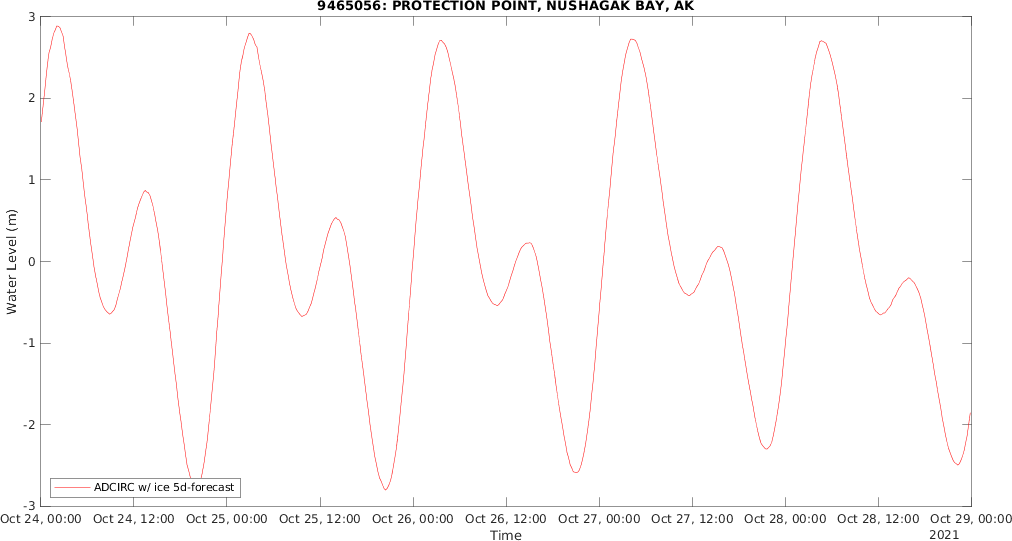 9465056: PROTECTION POINT, NUSHAGAK BAY, AK
3
2
1
0
-1
-2
-3
Water Level (m)
ADCIRC w/ ice 5d-forecast
Oct 24, 00:00 Oct 24, 12:00 Oct 25, 00:00 Oct 25, 12:00 Oct 26, 00:00 Oct 26, 12:00 Oct 27, 00:00 Oct 27, 12:00 Oct 28, 00:00 Oct 28, 12:00 Oct 29, 00:00
Time
2021